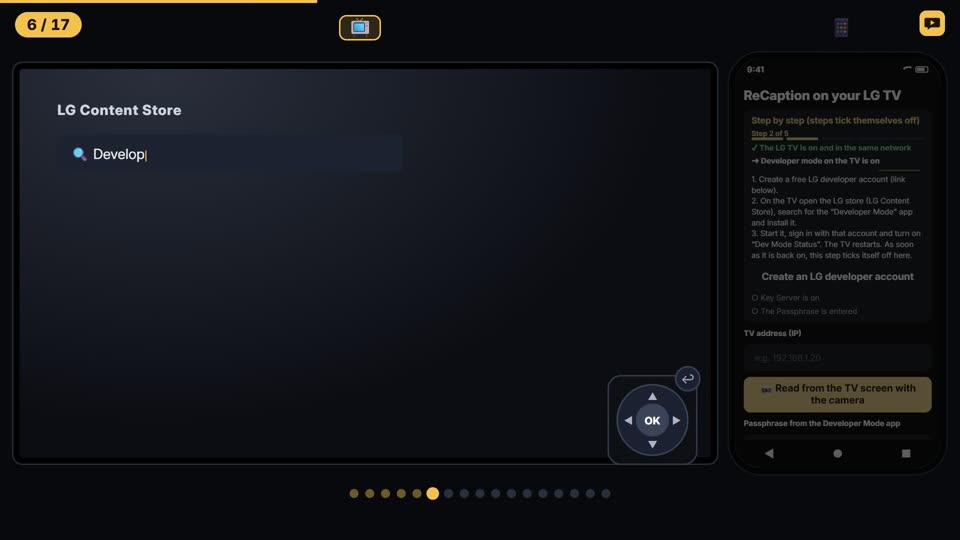 6 / 17
LG Content Store
Develop
OK
9:41
ReCaption on your LG TV
Step by step (steps tick themselves off)
Step 2 of 5
✓ The LG TV is on and in the same network
➔ Developer mode on the TV is on
1. Create a free LG developer account (link
below).
2. On the TV open the LG store (LG Content
Store), search for the "Developer Mode" app
and install it.
3. Start it, sign in with that account and turn on
"Dev Mode Status". The TV restarts. As soon
as it is back on, this step ticks itself off here.
Create an LG developer account
○ Key Server is on
○ The Passphrase is entered
TV address (IP)
e.g. 192.168.1.20
Read from the TV screen with
the camera
Passphrase from the Developer Mode app